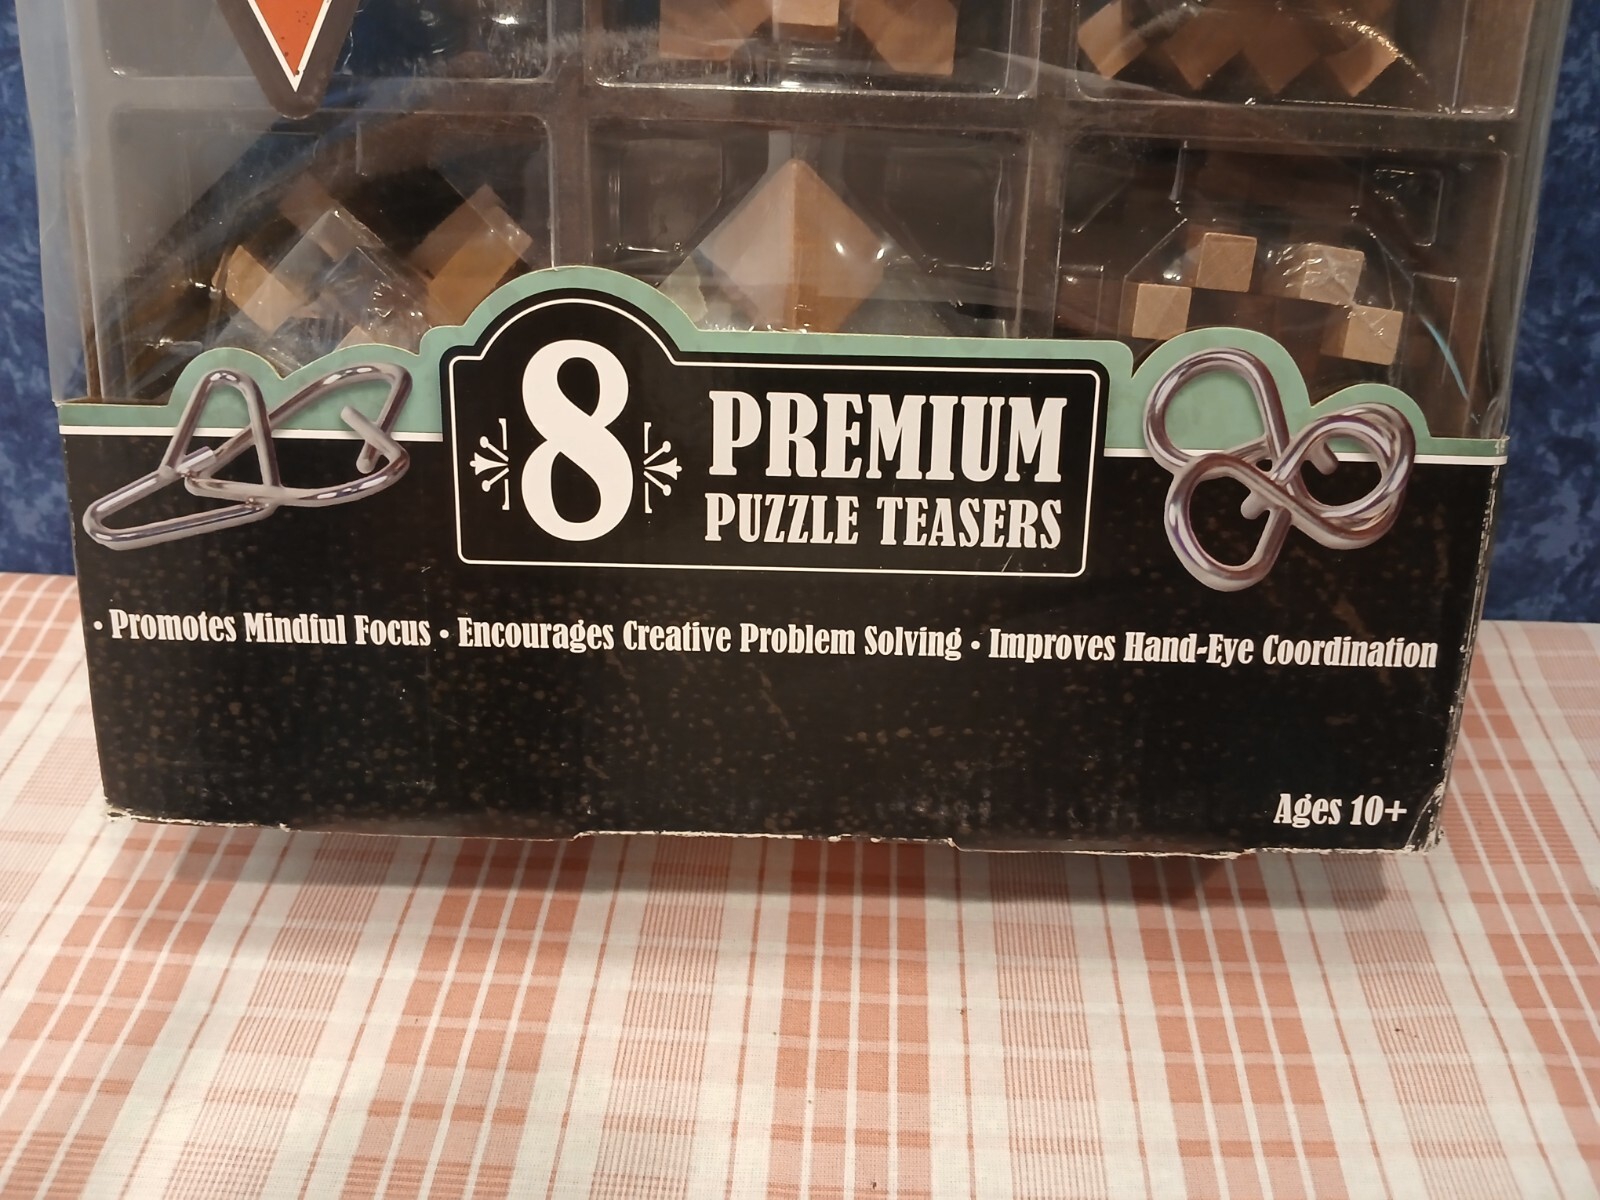 8 PREMIUM
PUZZLE TEASERS
• Promotes Mindful Focus • Encourages Creative Problem Solving • Improves Hand-Eye Coordination
Ages 10+